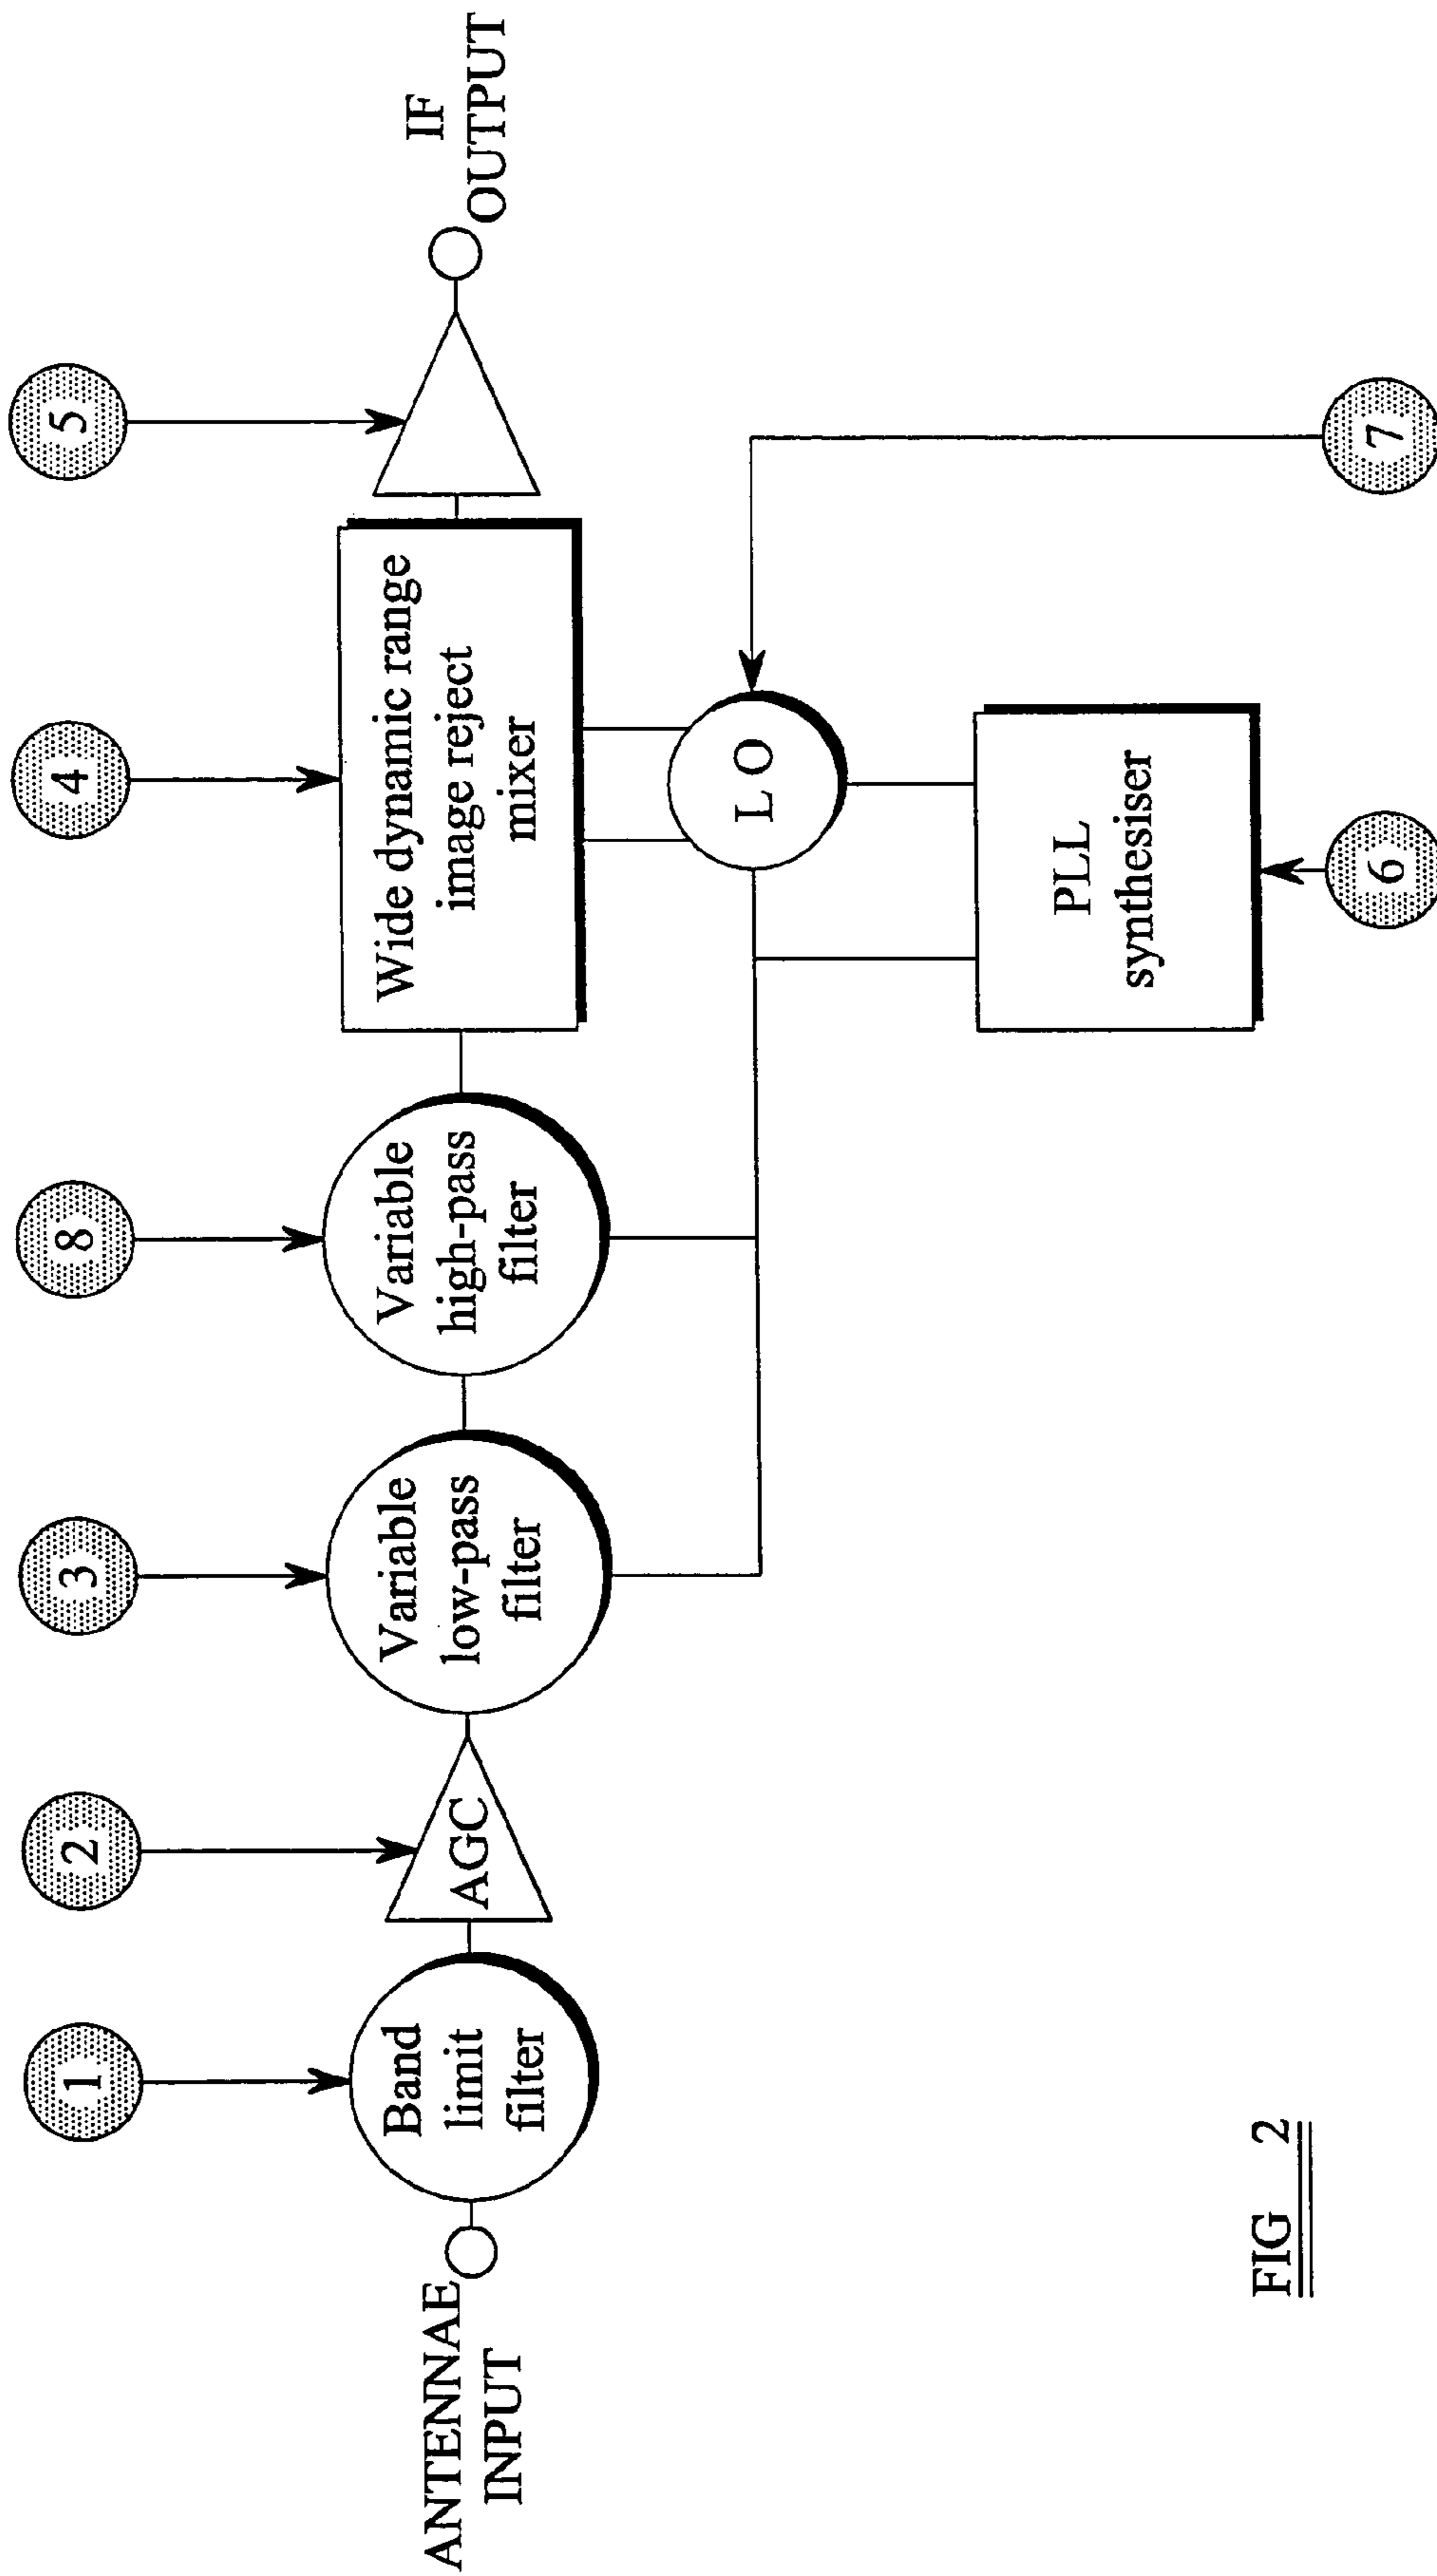 1
2
3
8
4
5
ANTENNAE
INPUT
Band
limit
filter
AGC
Variable
low-pass
filter
Variable
high-pass
filter
Wide dynamic range
image reject
mixer
IF
OUTPUT
L O
PLL
synthesiser
6
7
FIG 2